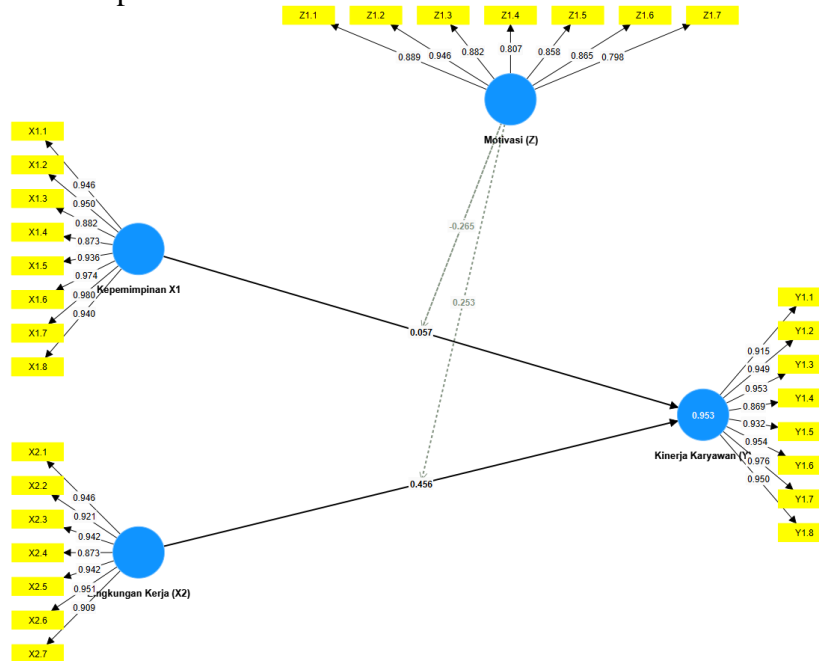 Z1.1 Z1.2 Z1.3 Z1.4 Z1.5 Z1.6 Z1.7
0.889 0.946 0.882 0.807 0.858 0.865 0.798
Motivasi (Z)
X1.1
X1.2
X1.3
X1.4
X1.5
X1.6
X1.7
X1.8
0.946
0.950
0.882
0.873
0.936
0.974
0.980
0.940
Kepemimpinan X1
-0.265
0.253
0.057
0.456
X2.1
X2.2
X2.3
X2.4
X2.5
X2.6
X2.7
0.946
0.921
0.942
0.873
0.942
0.951
0.909
ngkungan Kerja (X2)
0.953
Kinerja Karyawan (Y
0.915
0.949
0.953
0.869
0.932
0.954
0.976
0.950
Y1.1
Y1.2
Y1.3
Y1.4
Y1.5
Y1.6
Y1.7
Y1.8